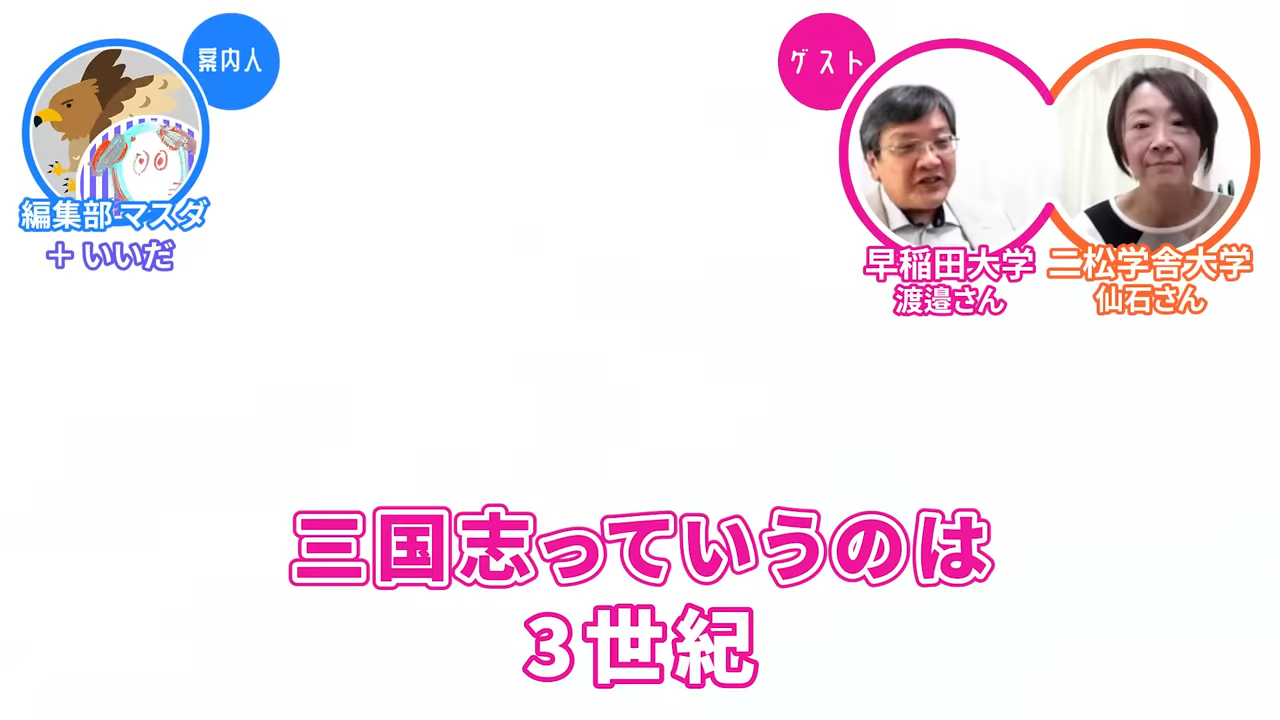 案内人
編集部 マスダ
+ いいだ
ゲスト
早稲田大学
渡邉さん
二松学舎大学
仙石さん
三国志っていうのは
3世紀